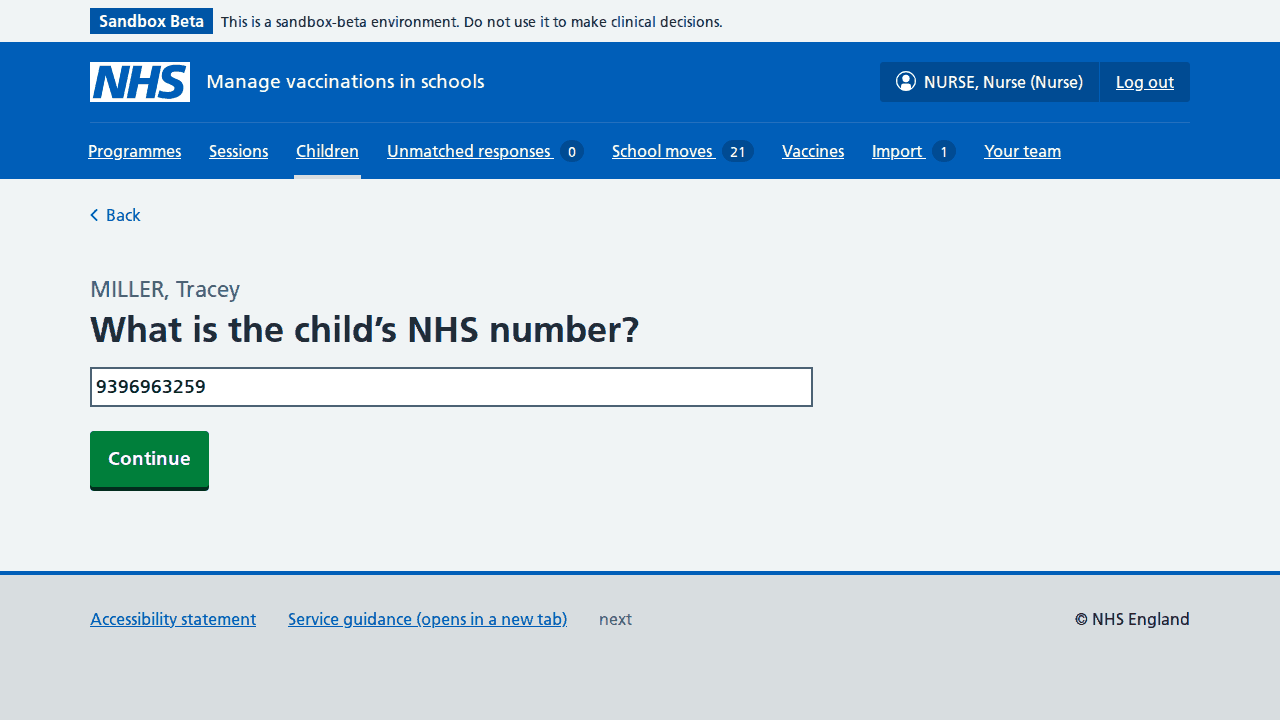 Sandbox Beta This is a sandbox-beta environment. Do not use it to make clinical decisions.
NHS Manage vaccinations in schools NURSE, Nurse (Nurse) Log out
Programmes Sessions Children Unmatched responses 0 School moves 21 Vaccines Import 1 Your team
Back
MILLER, Tracey
What is the child’s NHS number?
9396963259
Continue
Accessibility statement Service guidance (opens in a new tab) next © NHS England